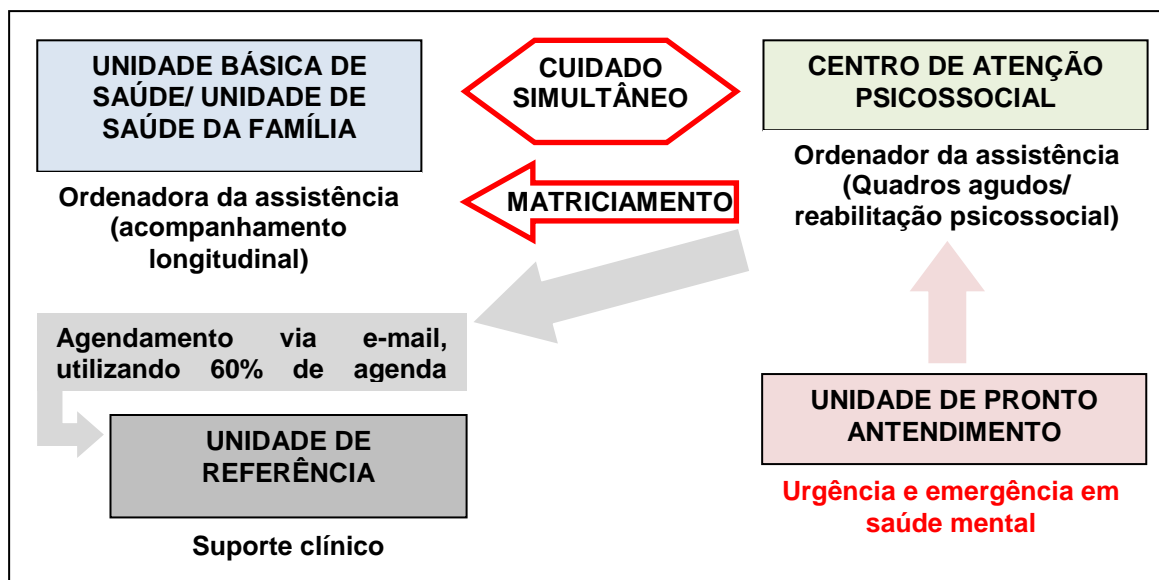 UNIDADE BÁSICA DE
SAÚDE/ UNIDADE DE
SAÚDE DA FAMÍLIA
Ordenadora da assistência
(acompanhamento
longitudinal)
CUIDADO
SIMULTÂNEO
MATRICIAMENTO
CENTRO DE ATENÇÃO
PSICOSSOCIAL
Ordenador da assistência
(Quadros agudos/
reabilitação psicossocial)
Agendamento via e-mail,
utilizando 60% de agenda
UNIDADE DE
REFERÊNCIA
Suporte clínico
UNIDADE DE PRONTO
ANTENDIMENTO
Urgência e emergência em
saúde mental